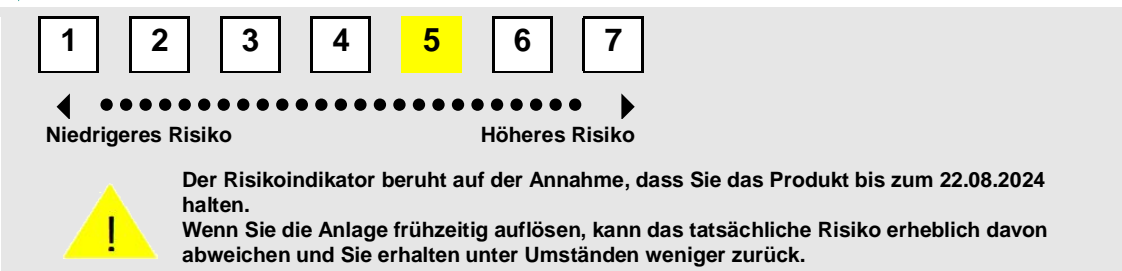 1 2 3 4 5 6 7
Niedrigeres Risiko Höheres Risiko
Der Risikoindikator beruht auf der Annahme, dass Sie das Produkt bis zum 22.08.2024
halten.
Wenn Sie die Anlage frühzeitig auflösen, kann das tatsächliche Risiko erheblich davon
abweichen und Sie erhalten unter Umständen weniger zurück.
!